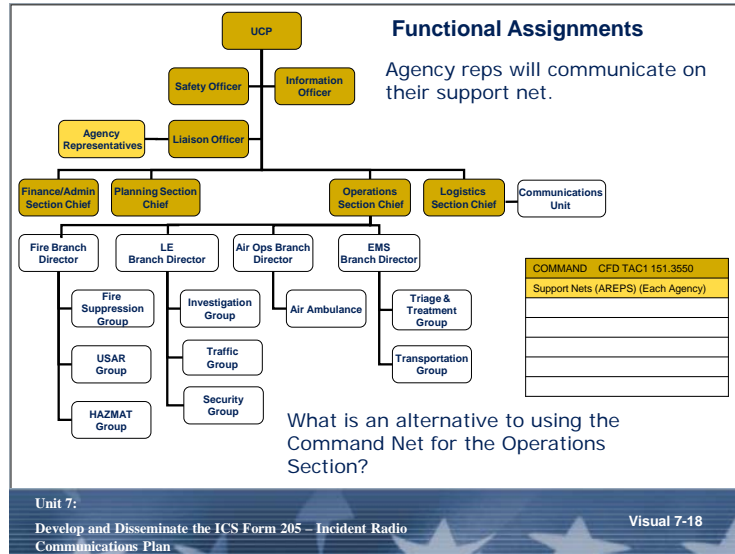 Functional Assignments
Agency reps will communicate on
their support net.
UCP
Safety Officer
Information
Officer
Agency
Representatives
Liaison Officer
Finance/Admin
Section Chief
Planning Section
Chief
Operations
Section Chief
Logistics
Section Chief
Communications
Unit
Fire Branch
Director
LE
Branch Director
Air Ops Branch
Director
EMS
Branch Director
Fire
Suppression
Group
Investigation
Group
Air Ambulance
Triage &
Treatment
Group
USAR
Group
Traffic
Group
Transportation
Group
HAZMAT
Group
Security
Group
COMMAND CFD TAC1 151.3550
Support Nets (AREPS) (Each Agency)
What is an alternative to using the
Command Net for the Operations
Section?
Unit 7:
Develop and Disseminate the ICS Form 205 – Incident Radio
Communications Plan
Visual 7-18